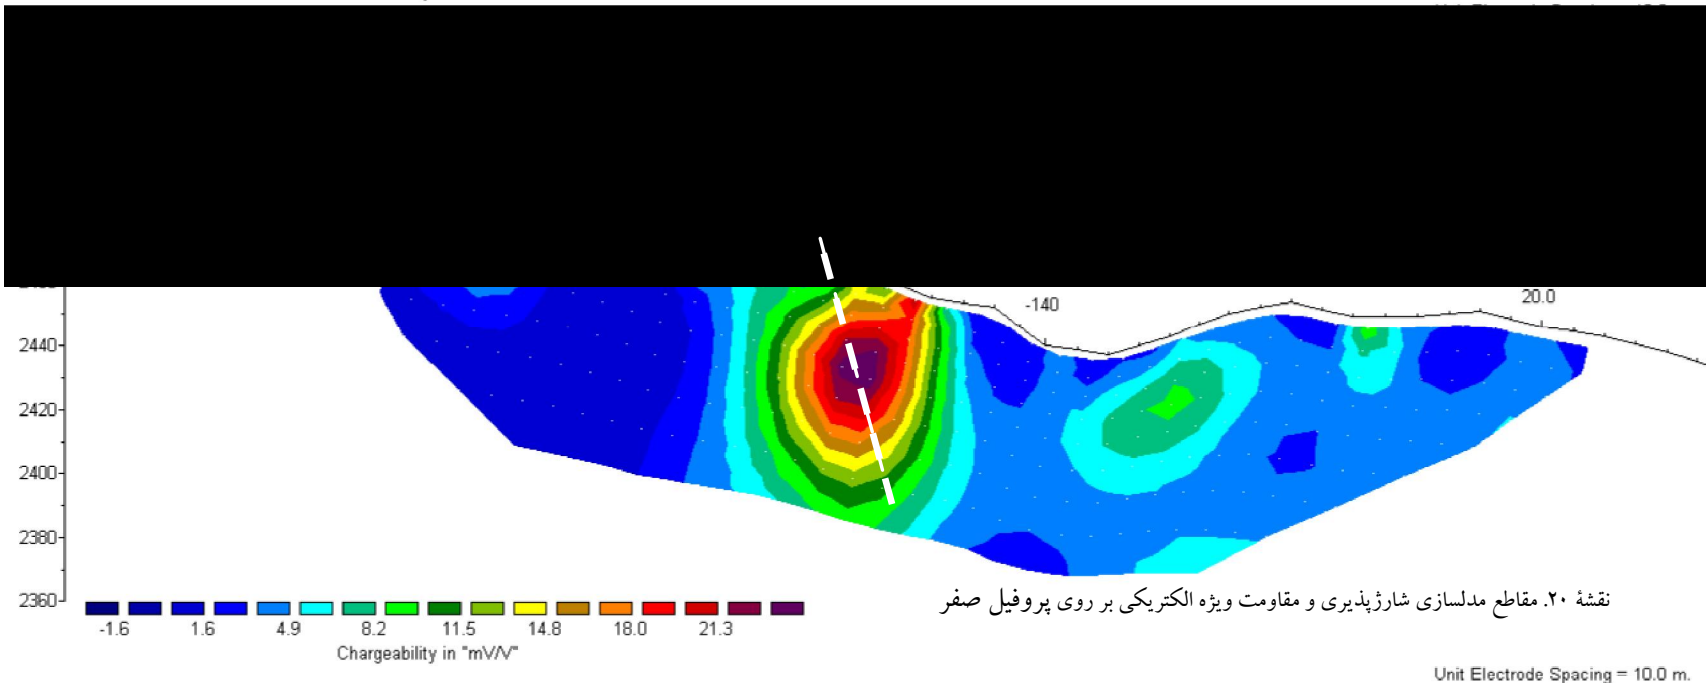 -140
20.0
2440
2420
2400
2380
2360
-1.6 1.6 4.9 8.2 11.5 14.8 18.0 21.3
Chargeability in "mV/V"
نقشهٔ ۲۰. مقاطع مدلسازی شارژپذیری و مقاومت ویژه الکتریکی بر روی پروفیل صفر
Unit Electrode Spacing = 10.0 m.